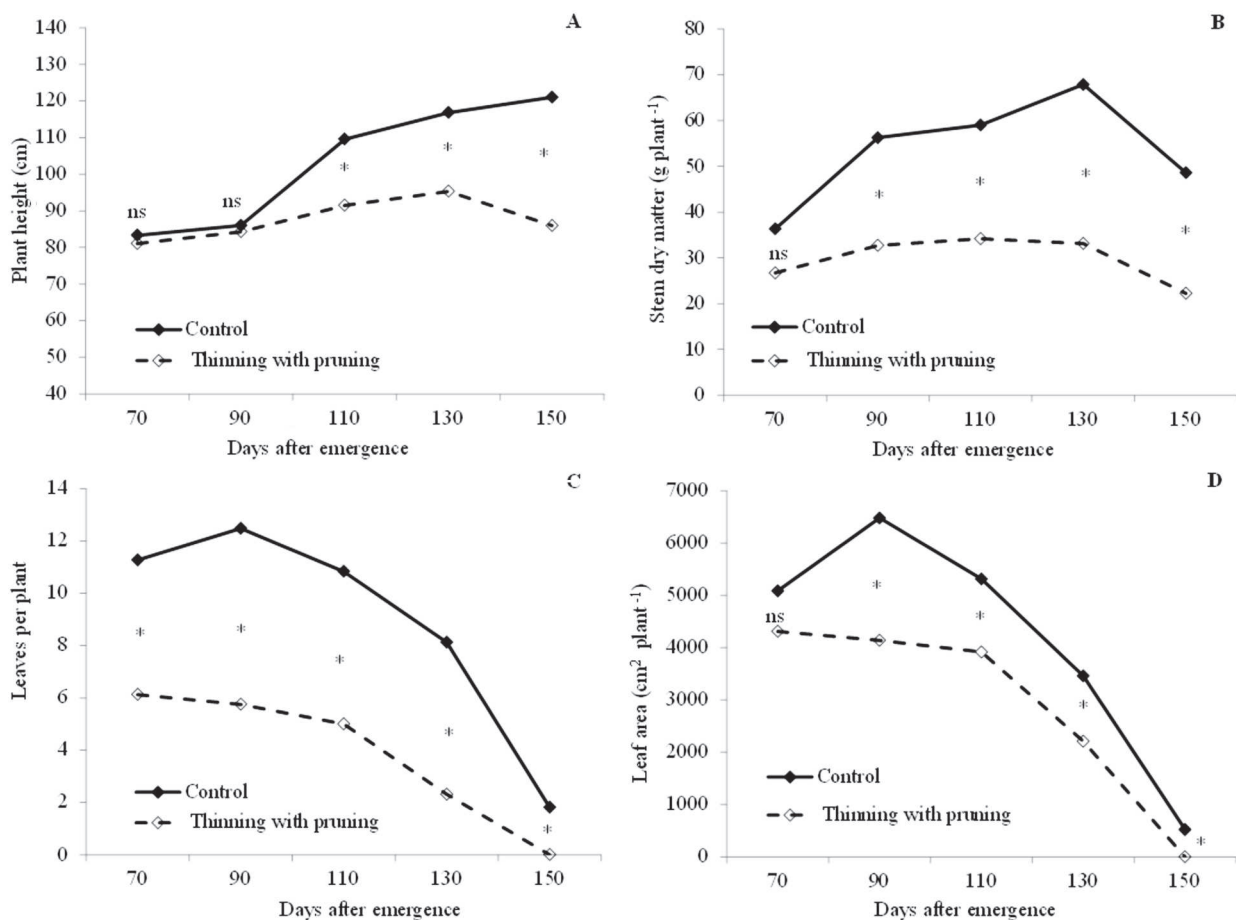 A
140
130
120
110
100
90
80
70
60
50
40
Plant height (cm)
ns
ns
*
*
*
Control
Thinning with pruning
70 90 110 130 150
Days after emergence
B
80
70
60
50
40
30
20
10
0
Stem dry matter (g plant⁻¹)
ns
*
*
*
*
Control
Thinning with pruning
70 90 110 130 150
Days after emergence
C
14
12
10
8
6
4
2
0
Leaves per plant
*
*
*
*
*
Control
Thinning with pruning
70 90 110 130 150
Days after emergence
D
7000
6000
5000
4000
3000
2000
1000
0
Leaf area (cm² plant⁻¹)
ns
*
*
*
*
Control
Thinning with pruning
70 90 110 130 150
Days after emergence